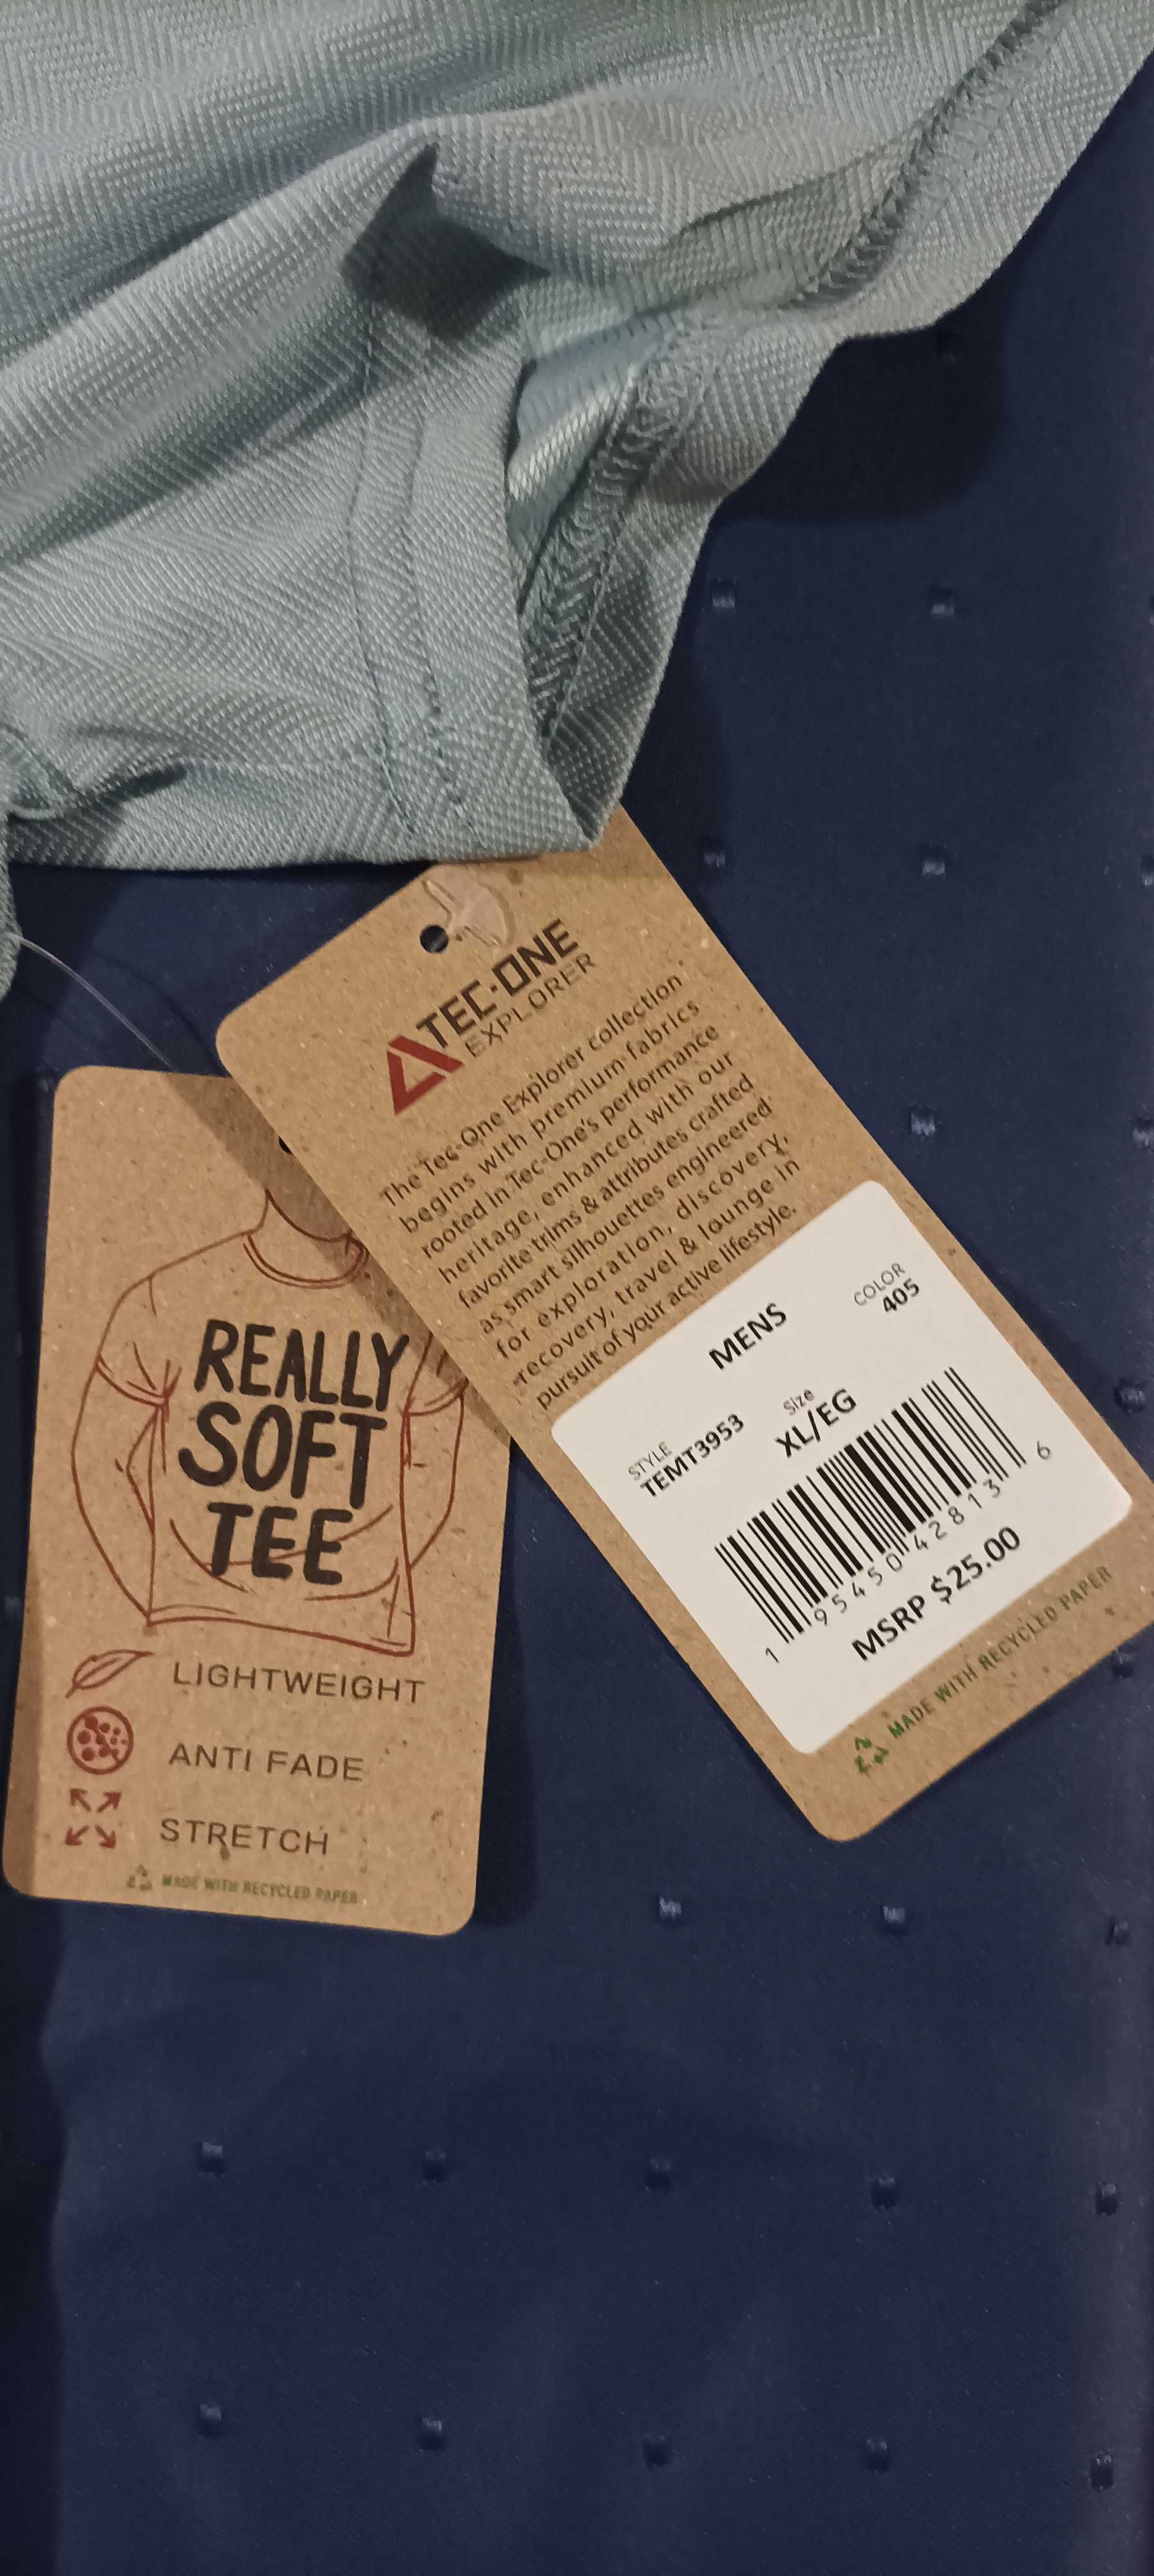 TEC-ONE
EXPLORER
The Tec-One Explorer collection
begins with premium fabrics
rooted in Tec-One's performance
heritage, enhanced with our
favorite trims & attributes crafted
as smart silhouettes engineered
for exploration, discovery,
recovery, travel & lounge in
pursuit of your active lifestyle.
MENS
COLOR
405
STYLE
TEMT3953
Size
XL/EG
1 95450 42813 6
MSRP $25.00
MADE WITH RECYCLED PAPER
REALLY
SOFT
TEE
LIGHTWEIGHT
ANTI FADE
STRETCH
MADE WITH RECYCLED PAPER